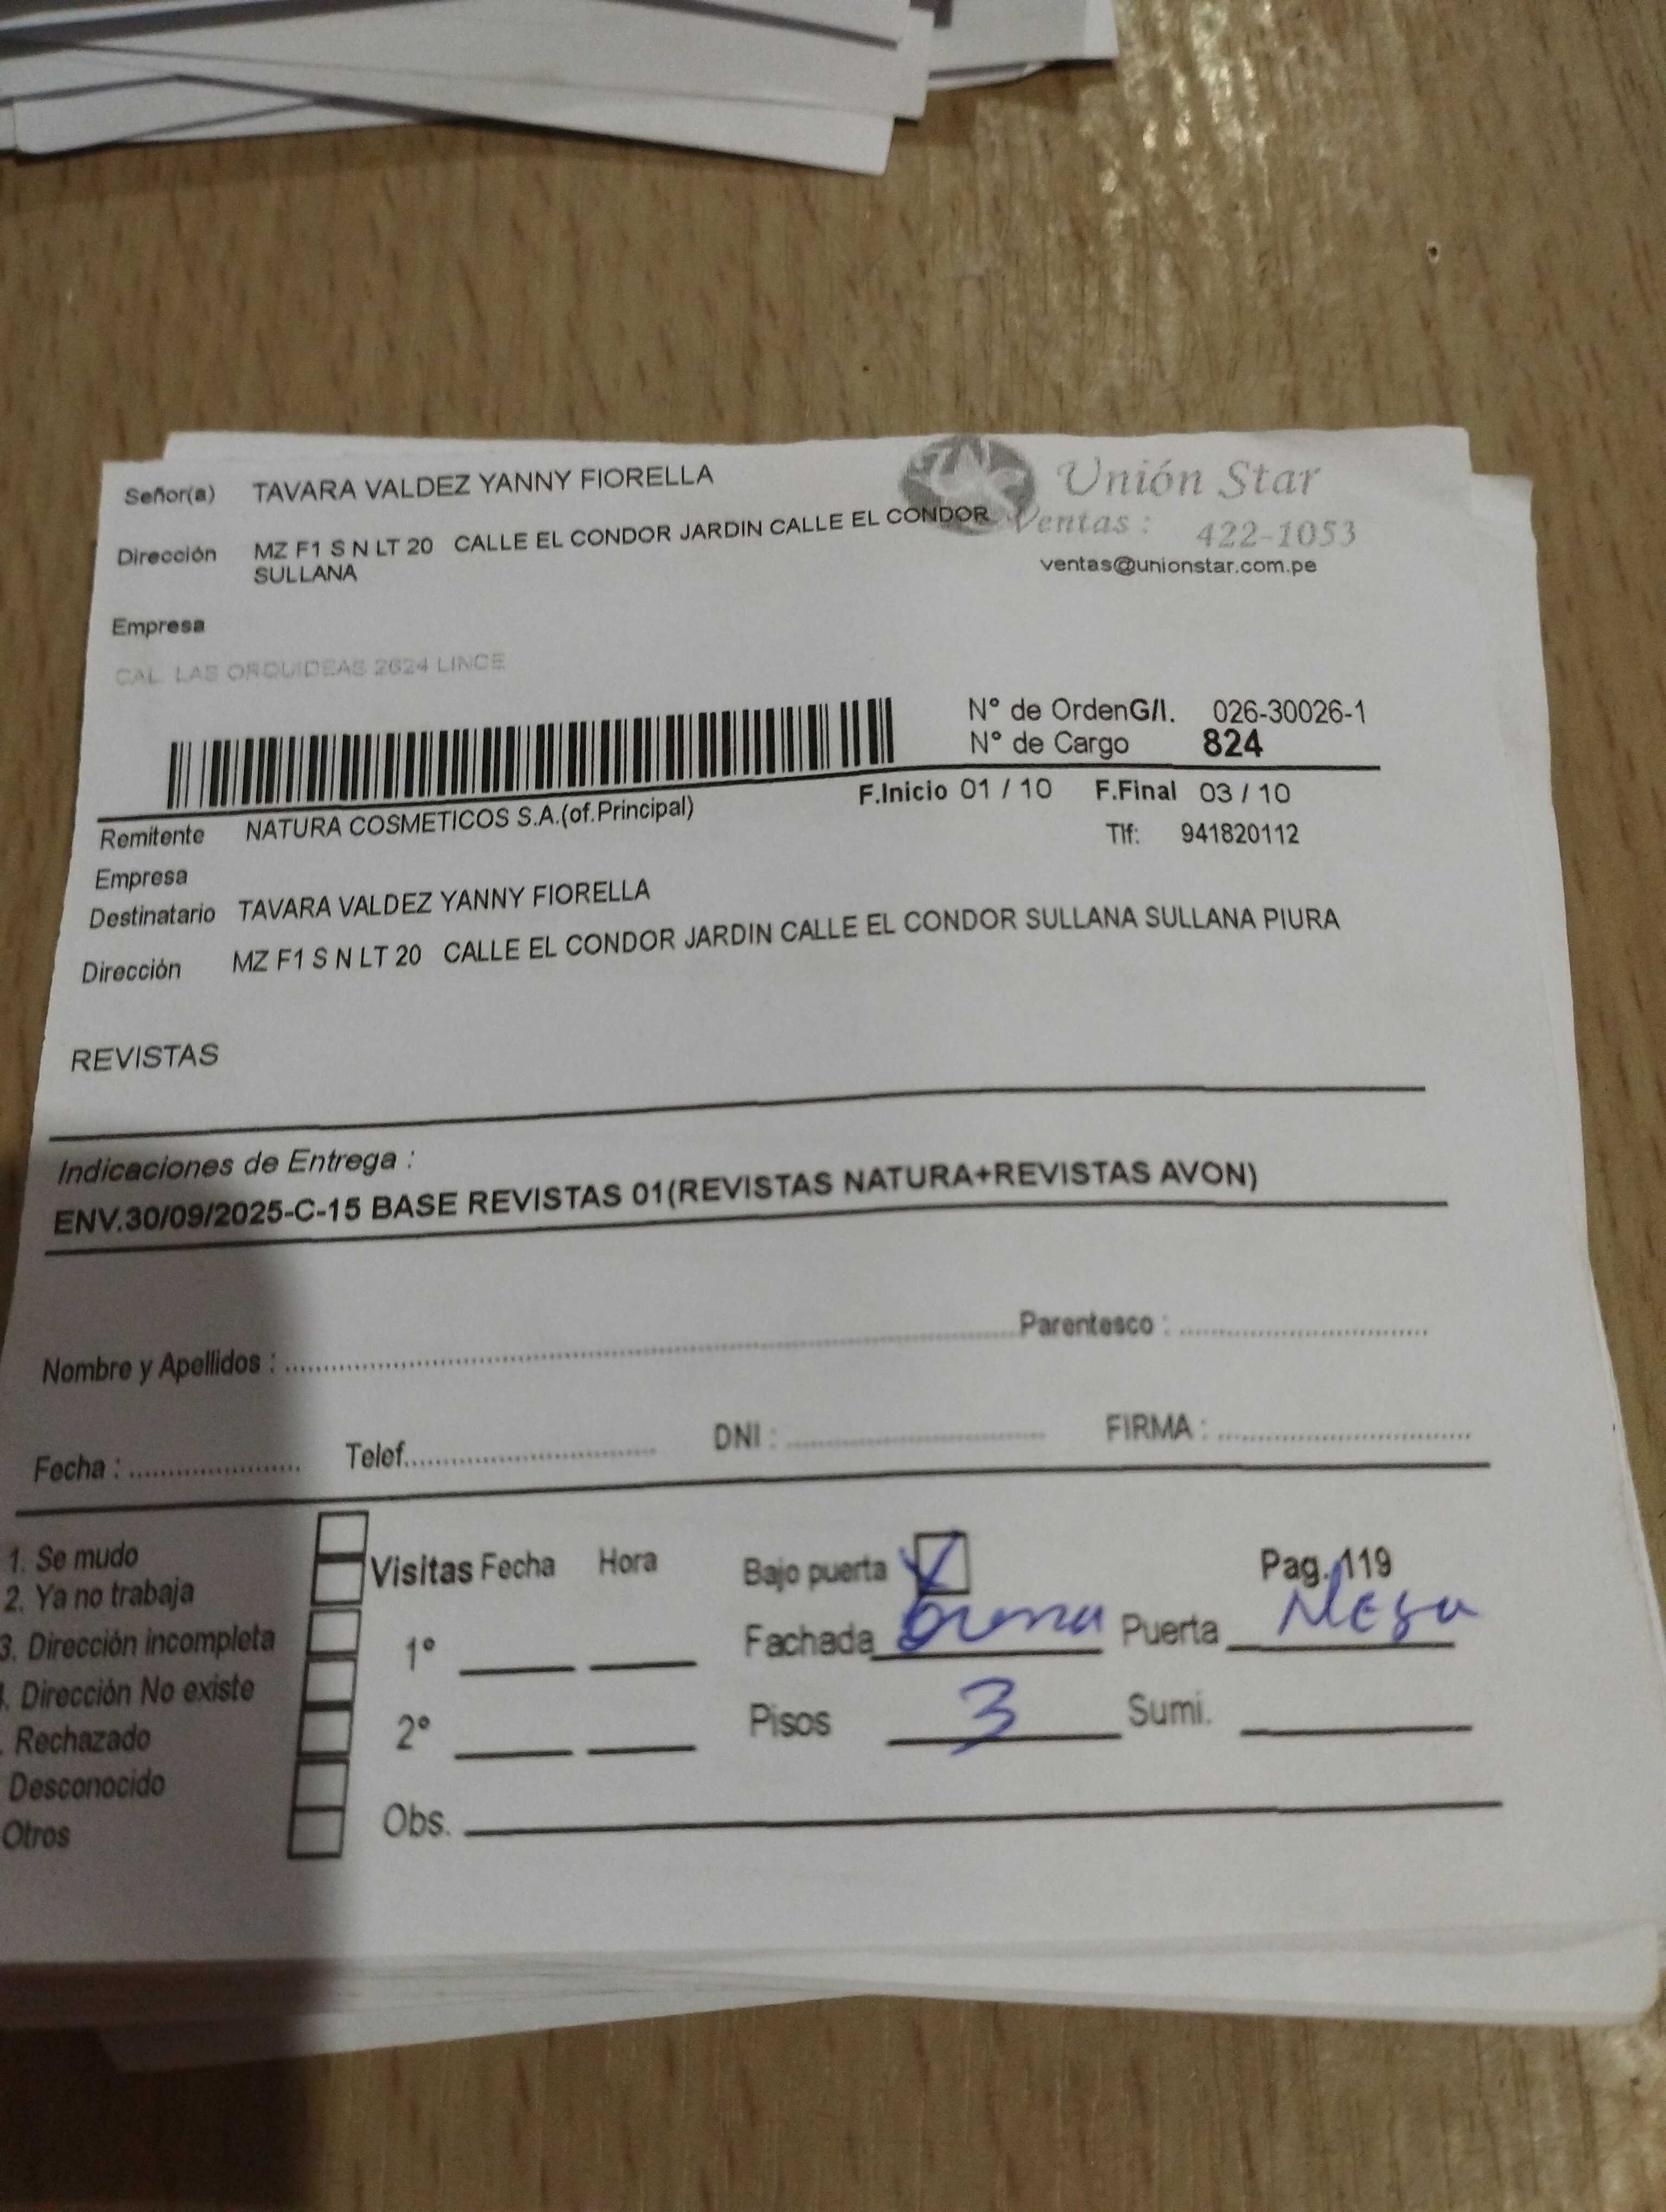 Señor(a) TAVARA VALDEZ YANNY FIORELLA
Unión Star
Dirección MZ F1 S N LT 20 CALLE EL CONDOR JARDIN CALLE EL CONDOR
SULLANA
Ventas : 422-1053
ventas@unionstar.com.pe
Empresa
CAL. LAS ORQUIDEAS 2624 LINCE
N° de OrdenG/I. 026-30026-1
N° de Cargo 824
F.Inicio 01 / 10 F.Final 03 / 10
Remitente NATURA COSMETICOS S.A.(of.Principal)
Tlf: 941820112
Empresa
Destinatario TAVARA VALDEZ YANNY FIORELLA
Dirección MZ F1 S N LT 20 CALLE EL CONDOR JARDIN CALLE EL CONDOR SULLANA SULLANA PIURA
REVISTAS
Indicaciones de Entrega :
ENV.30/09/2025-C-15 BASE REVISTAS 01(REVISTAS NATURA+REVISTAS AVON)
Nombre y Apellidos : Parentesco :
Fecha : Telef. DNI : FIRMA :
1. Se mudo
2. Ya no trabaja
3. Dirección incompleta
. Dirección No existe
. Rechazado
Desconocido
Otros
Visitas Fecha Hora
1°
2°
Obs.
Bajo puerta
Pag. 119
Fachada Puerta
Pisos 3 Sumi.